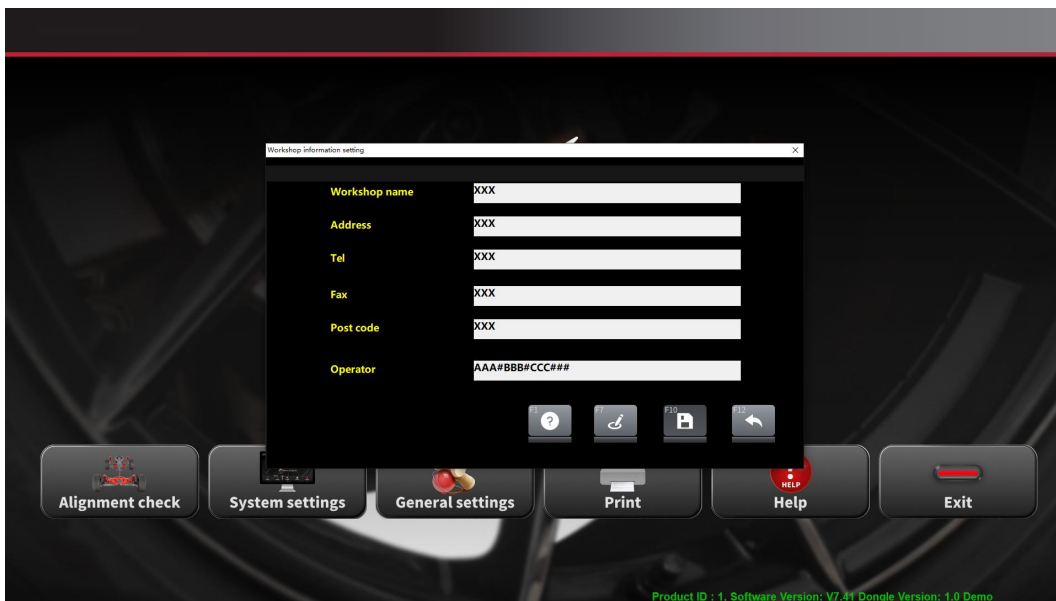 Workshop information setting
Workshop name XXX
Address XXX
Tel XXX
Fax XXX
Post code XXX
Operator AAA#BBB#CCC###
F1 F7 F10 F12
HELP
Alignment check System settings General settings Print Help Exit
Product ID : 1, Software Version: V7.41 Dongle Version: 1.0 Demo